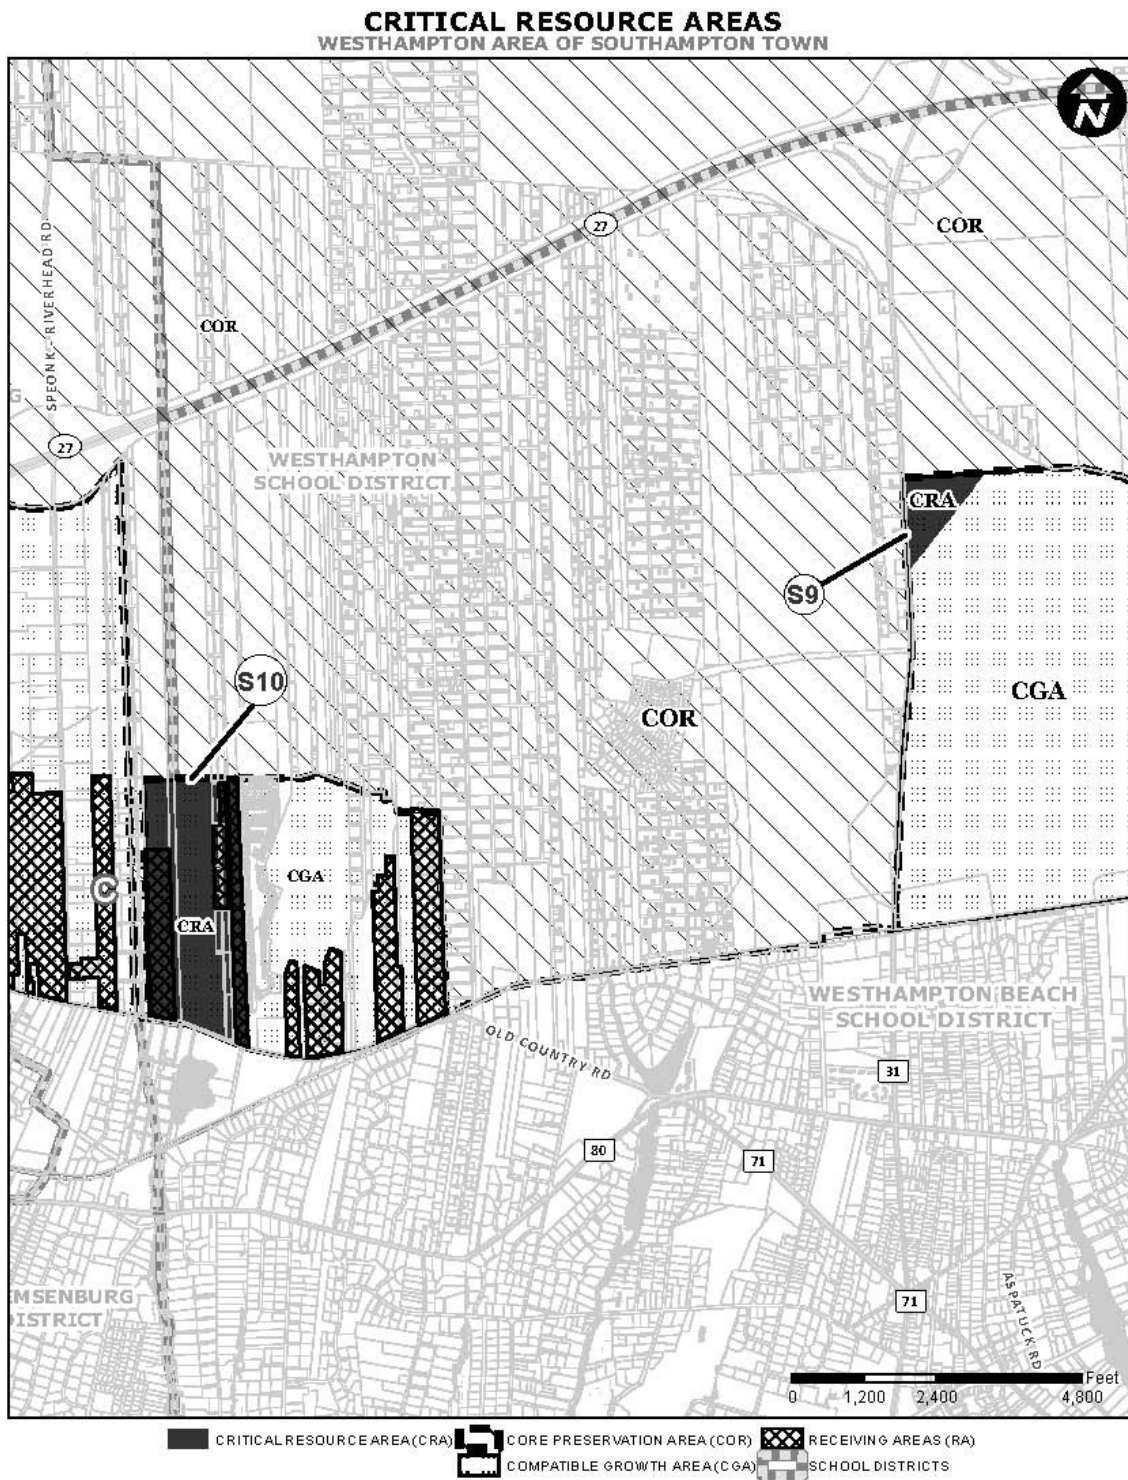 CRITICAL RESOURCE AREAS
WESTHAMPTON AREA OF SOUTHAMPTON TOWN
N
COR
27
SPEONK - RIVERHEAD RD
COR
G
27
WESTHAMPTON
SCHOOL DISTRICT
CRA
S9
S10
CGA
COR
CGA
C
CRA
WESTHAMPTON BEACH
SCHOOL DISTRICT
OLD COUNTRY RD
31
80
71
EMSENBURG
DISTRICT
71
ASPATUCK RD
Feet
0 1,200 2,400 4,800
CRITICAL RESOURCE AREA (CRA) CORE PRESERVATION AREA (COR) RECEIVING AREAS (RA)
COMPATIBLE GROWTH AREA (CGA) SCHOOL DISTRICTS